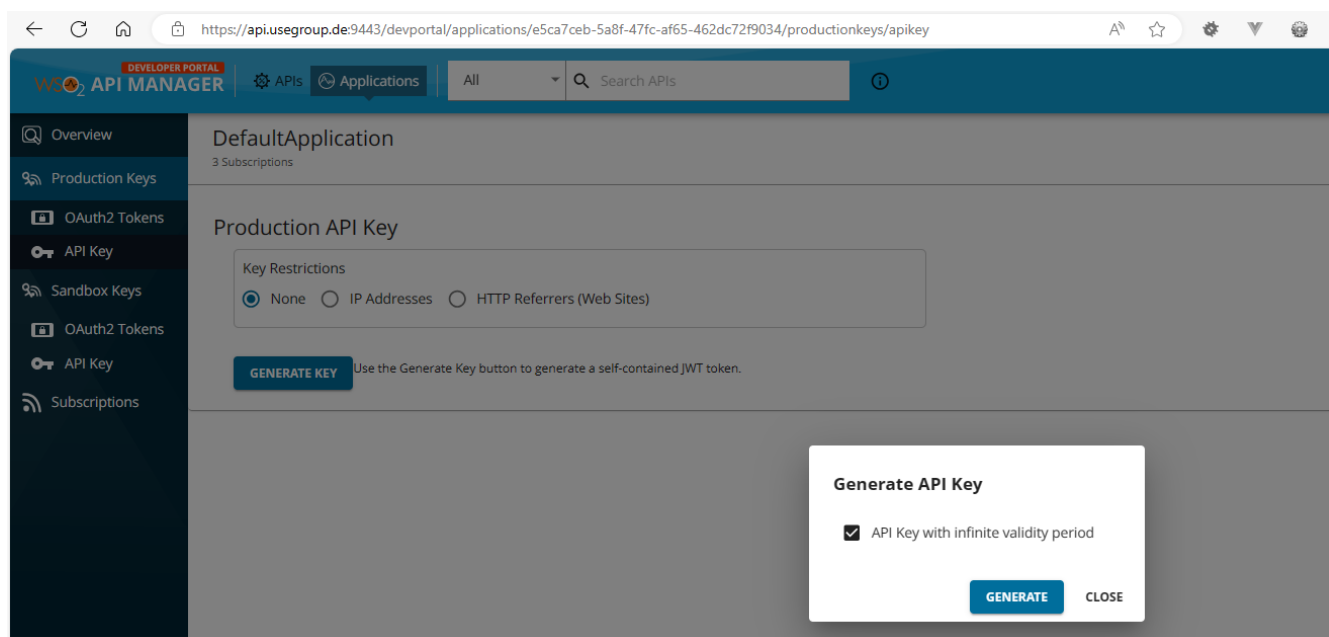 https://api.usegroup.de:9443/devportal/applications/e5ca7ceb-5a8f-47fc-af65-462dc72f9034/productionkeys/apikey
DEVELOPER PORTAL
WSO2 API MANAGER
APIs
Applications
All
Search APIs
Overview
Production Keys
OAuth2 Tokens
API Key
Sandbox Keys
OAuth2 Tokens
API Key
Subscriptions
DefaultApplication
3 Subscriptions
Production API Key
Key Restrictions
None IP Addresses HTTP Referrers (Web Sites)
GENERATE KEY Use the Generate Key button to generate a self-contained JWT token.
Generate API Key
API Key with infinite validity period
GENERATE CLOSE